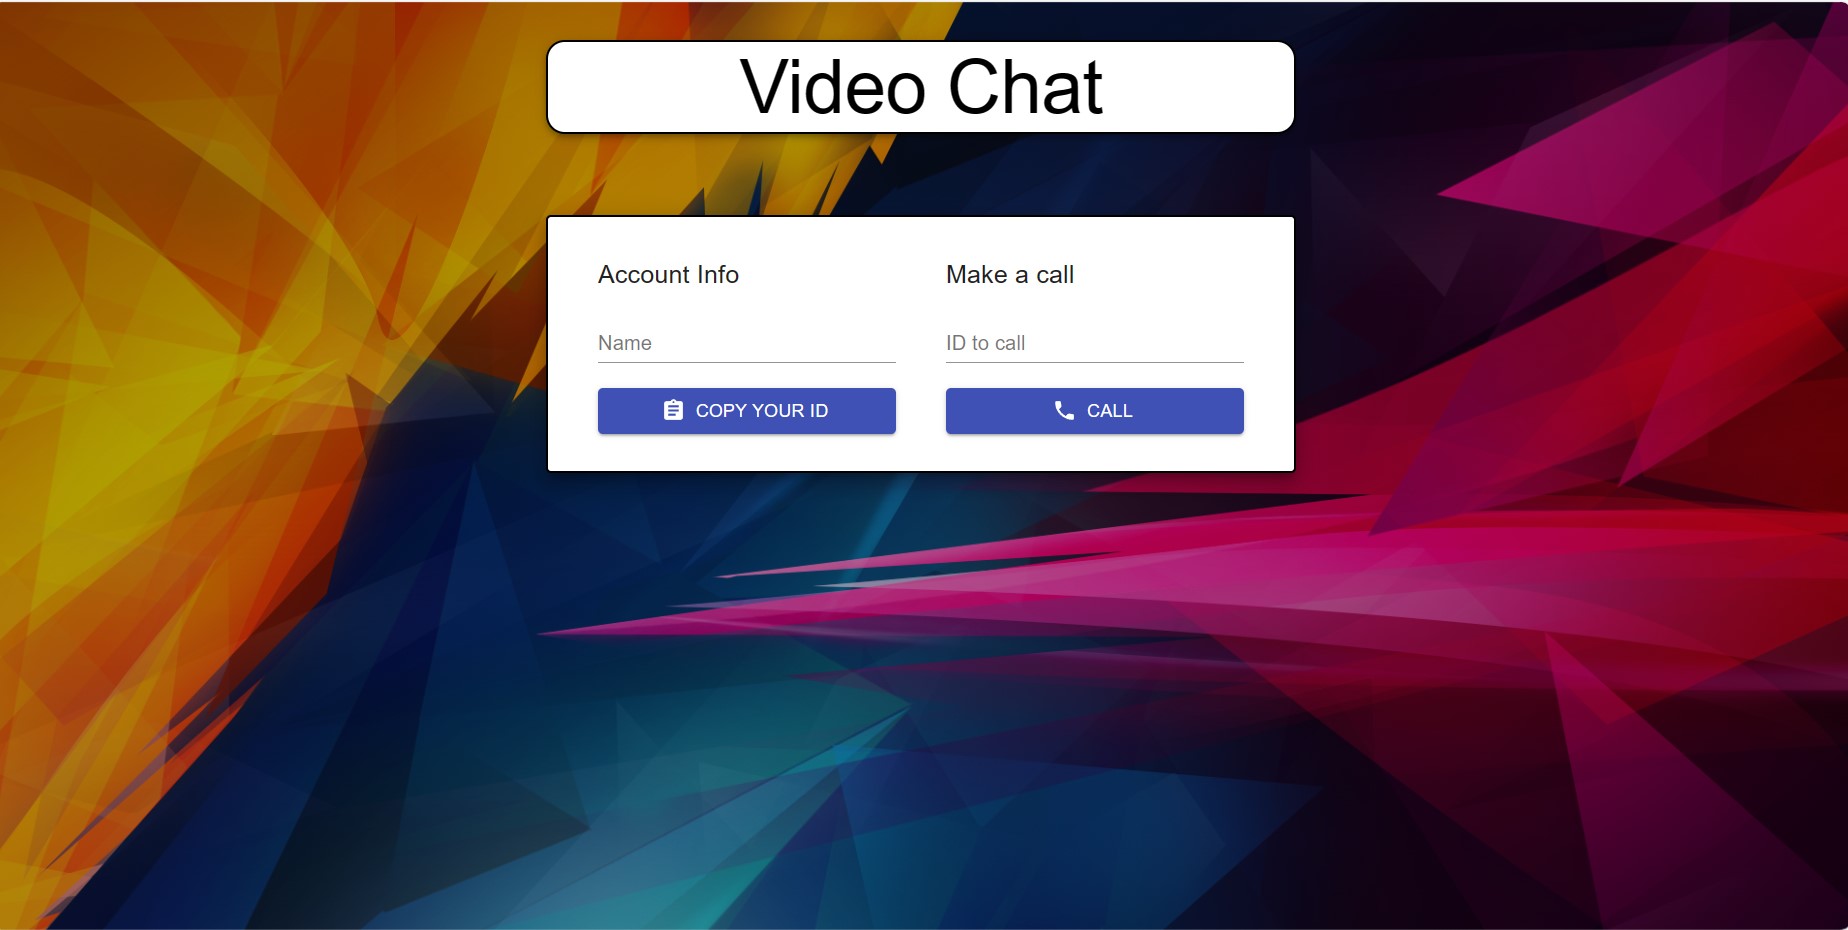 Video Chat
Account Info
Name
COPY YOUR ID
Make a call
ID to call
CALL